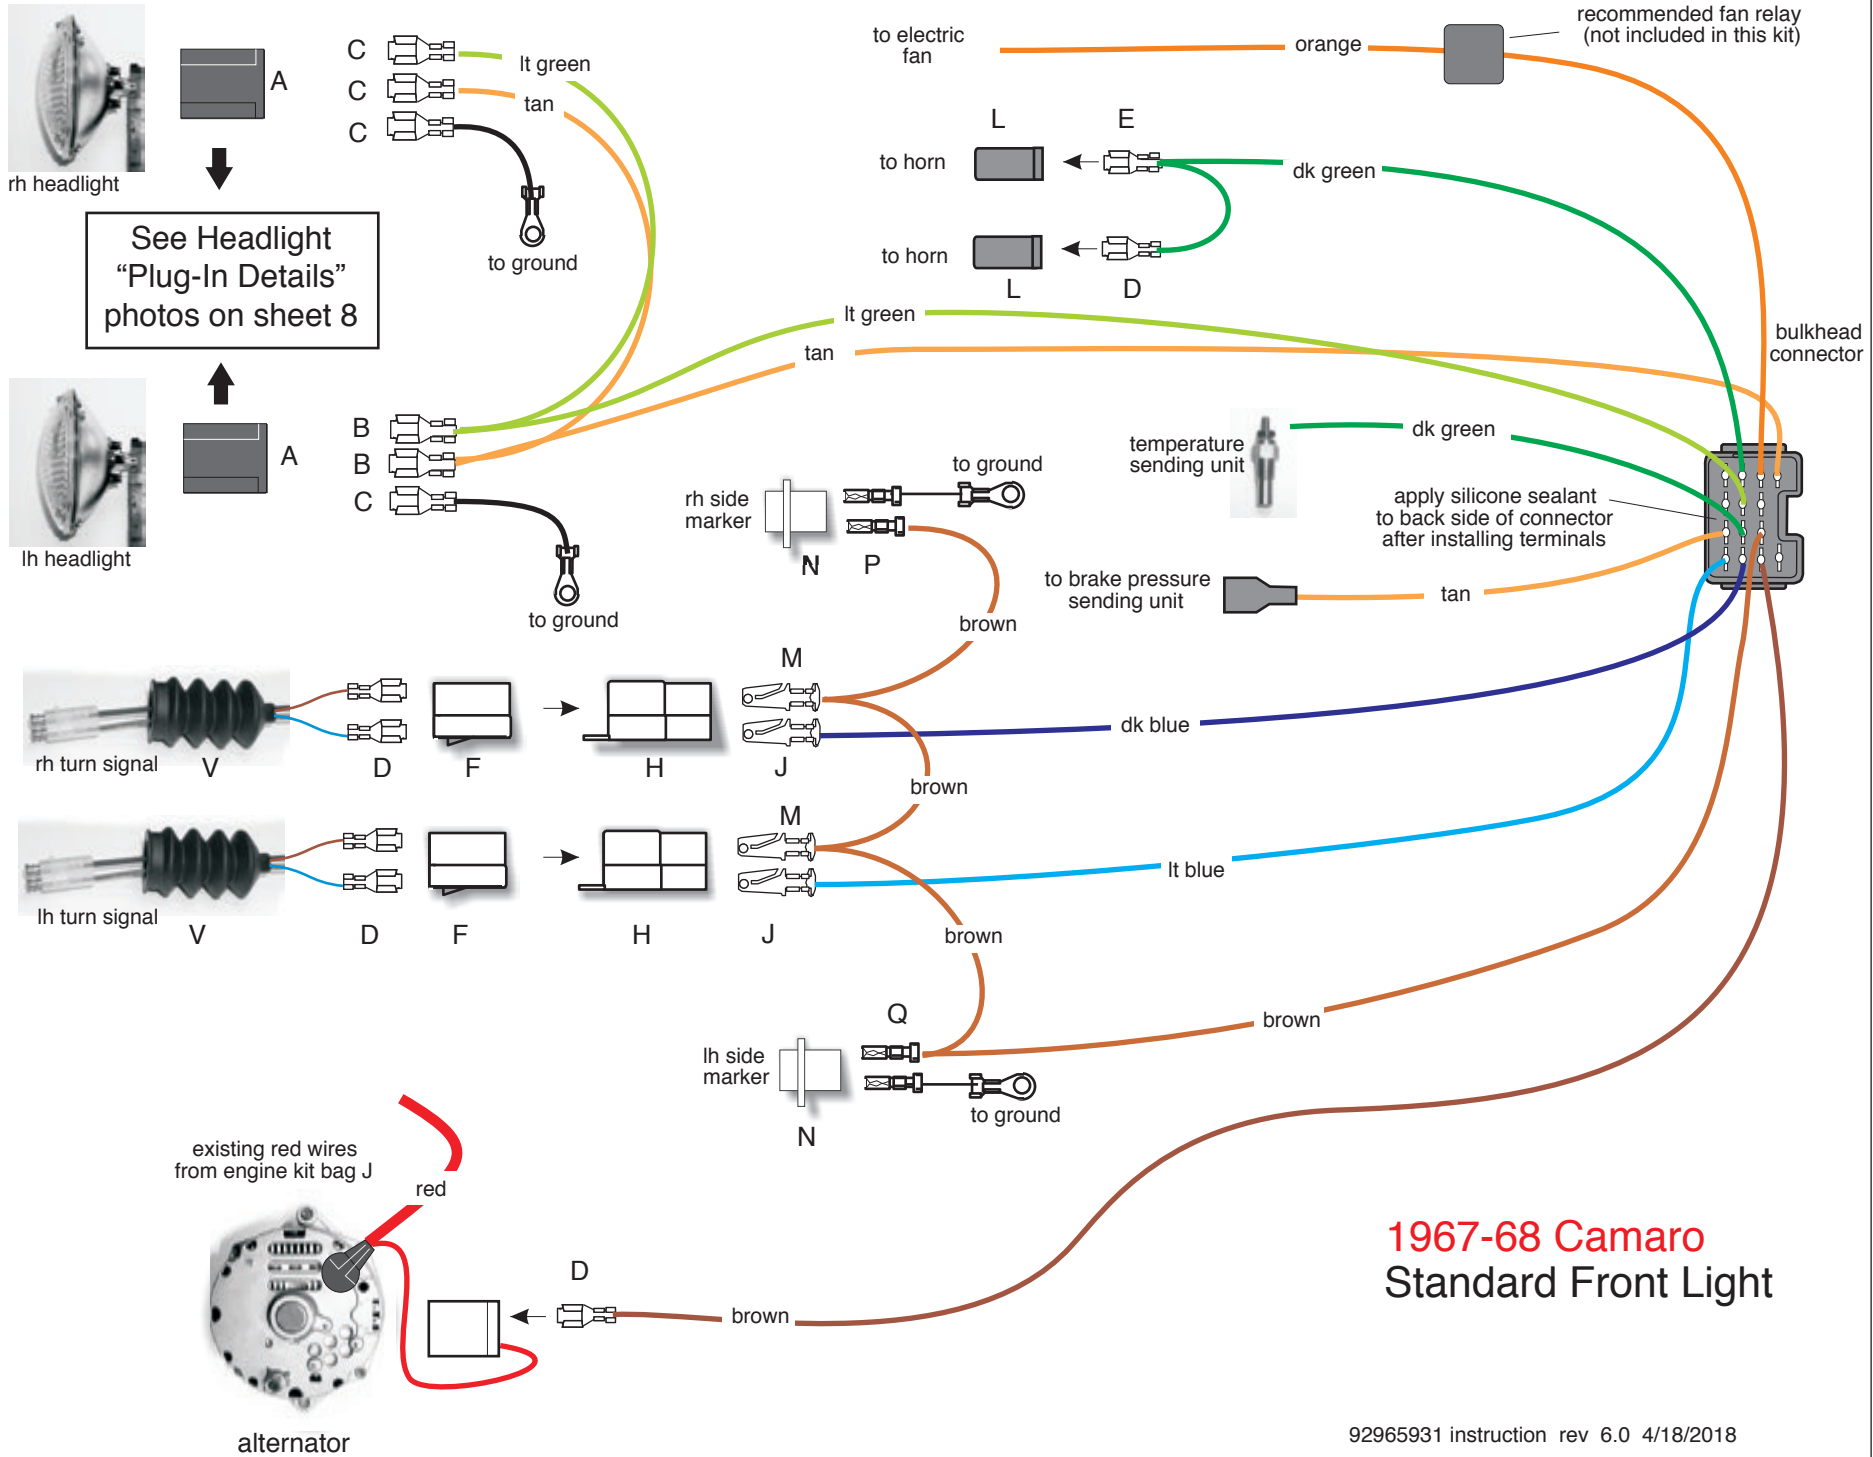 recommended fan relay
(not included in this kit)
to electric
fan
orange
C
lt green
A
C
tan
C
rh headlight
L
E
to horn
dk green
See Headlight
“Plug-In Details”
photos on sheet 8
to ground
to horn
L
D
lt green
tan
bulkhead
connector
lh headlight
A
B
B
C
to ground
temperature
sending unit
dk green
apply silicone sealant
to back side of connector
after installing terminals
to brake pressure
sending unit
tan
rh side
marker
to ground
N
P
brown
M
rh turn signal
V
D
F
H
J
dk blue
brown
M
lh turn signal
V
D
F
H
J
lt blue
brown
Q
lh side
marker
brown
to ground
N
existing red wires
from engine kit bag J
red
D
brown
alternator
1967-68 Camaro
Standard Front Light
92965931 instruction rev 6.0 4/18/2018